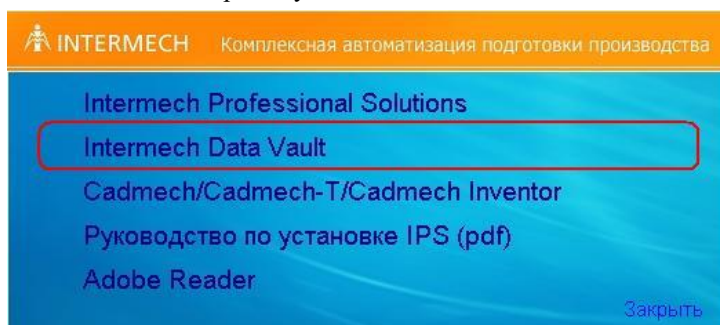 INTERMECH Комплексная автоматизация подготовки производства
Intermech Professional Solutions
Intermech Data Vault
Cadmech/Cadmech-T/Cadmech Inventor
Руководство по установке IPS (pdf)
Adobe Reader
Закрыть